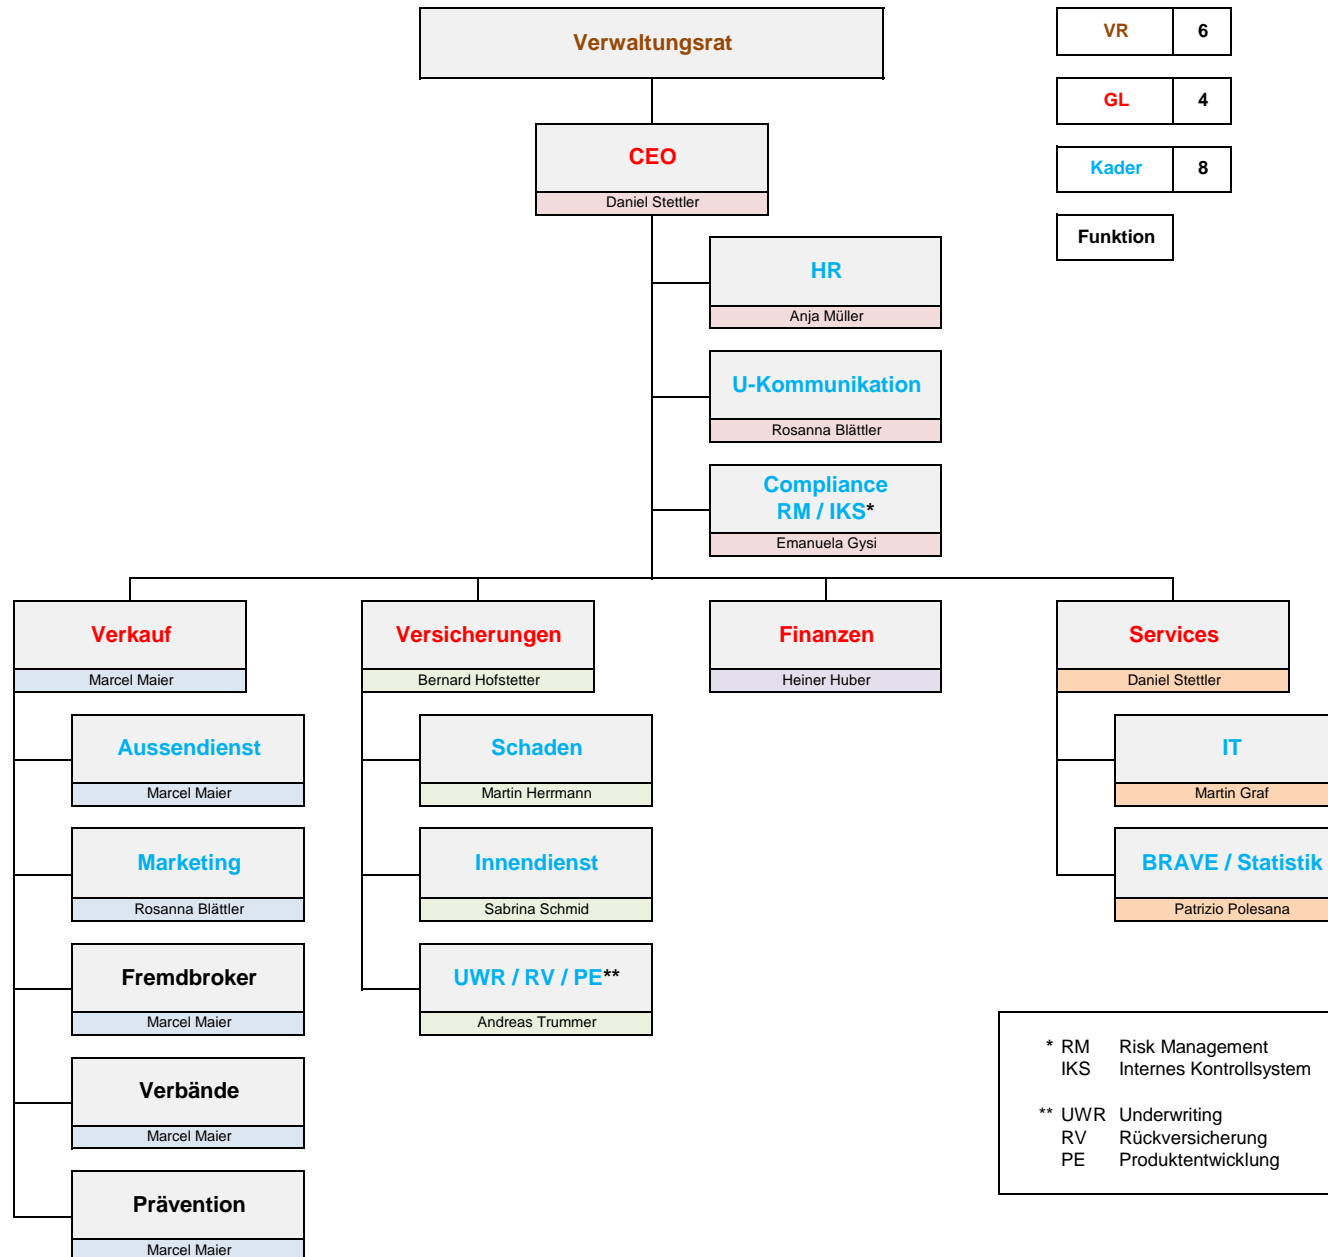 Verwaltungsrat
VR 6
GL 4
CEO
Daniel Stettler
Kader 8
Funktion
HR
Anja Müller
U-Kommunikation
Rosanna Blättler
Compliance
RM / IKS*
Emanuela Gysi
Verkauf
Marcel Maier
Versicherungen
Bernard Hofstetter
Finanzen
Heiner Huber
Services
Daniel Stettler
Aussendienst
Marcel Maier
Schaden
Martin Herrmann
IT
Martin Graf
Marketing
Rosanna Blättler
Innendienst
Sabrina Schmid
BRAVE / Statistik
Patrizio Polesana
Fremdbroker
Marcel Maier
UWR / RV / PE**
Andreas Trummer
Verbände
Marcel Maier
Prävention
Marcel Maier
* RM Risk Management
IKS Internes Kontrollsystem
** UWR Underwriting
RV Rückversicherung
PE Produktentwicklung